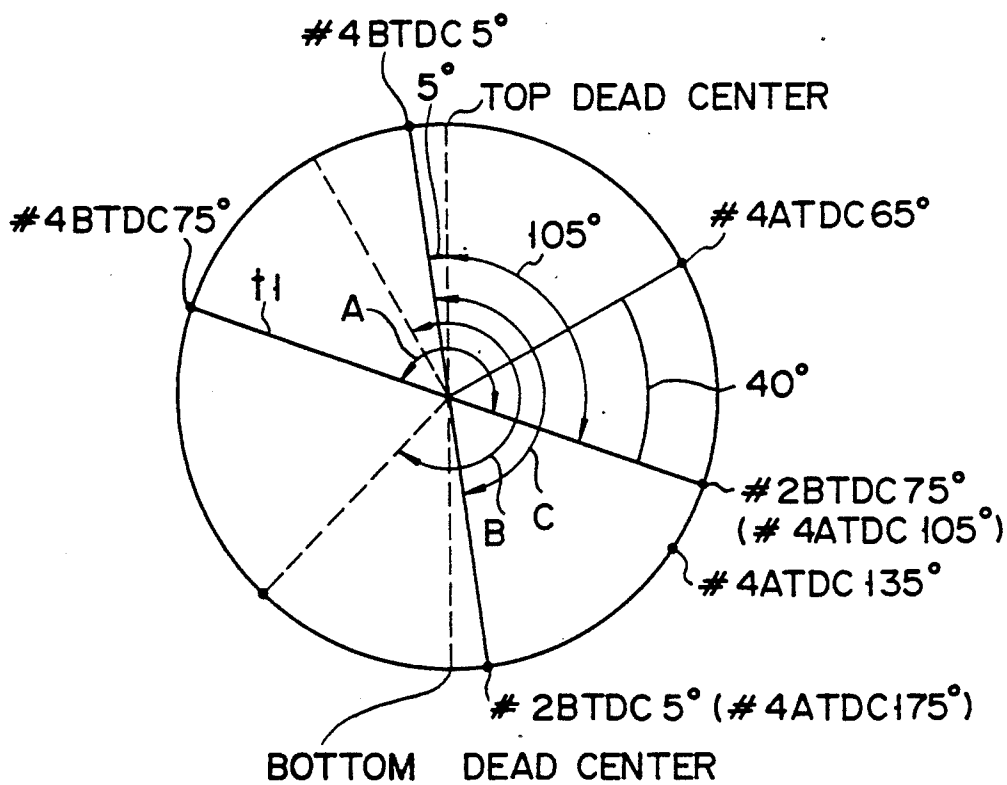 #4BTDC5°
5°
TOP DEAD CENTER
#4BTDC75°
105°
#4ATDC65°
t1
A
40°
#2BTDC75°
(#4ATDC105°)
B
C
#4ATDC135°
#2BTDC5° (#4ATDC175°)
BOTTOM DEAD CENTER